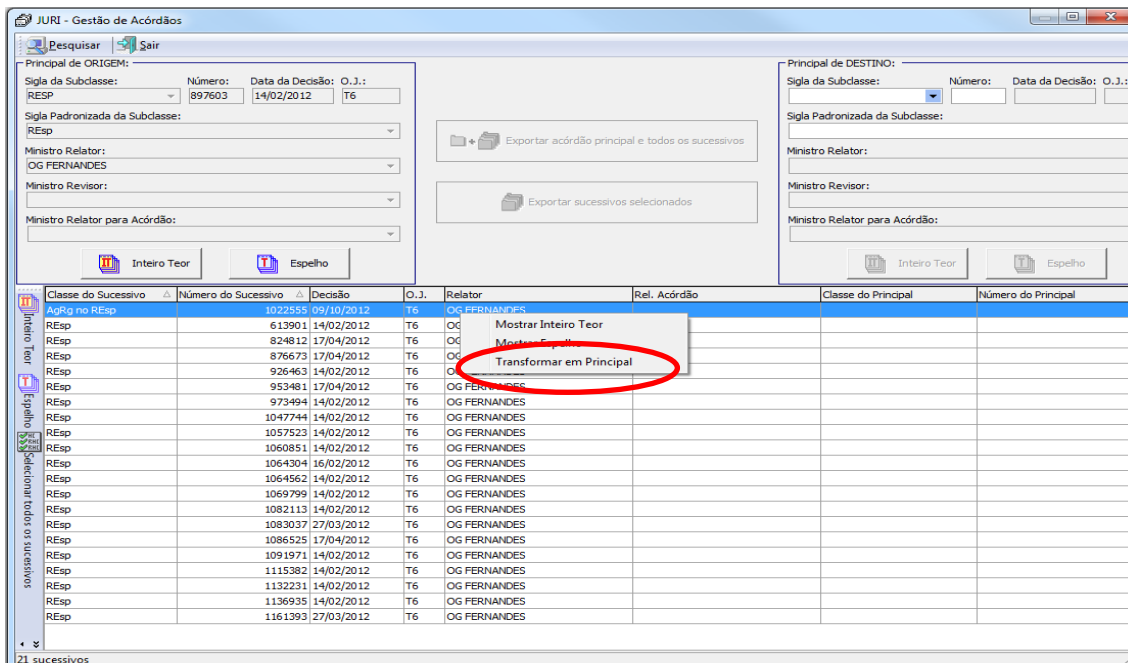 JURI - Gestão de Acórdãos
Pesquisar Sair
Principal de ORIGEM:
Sigla da Subclasse: Número: Data da Decisão: O.J.:
RESP 897603 14/02/2012 T6
Sigla Padronizada da Subclasse:
REsp
Ministro Relator:
OG FERNANDES
Ministro Revisor:
Ministro Relator para Acórdão:
Inteiro Teor Espelho
Exportar acórdão principal e todos os sucessivos
Exportar sucessivos selecionados
Principal de DESTINO:
Sigla da Subclasse: Número: Data da Decisão: O.J.:
Sigla Padronizada da Subclasse:
Ministro Relator:
Ministro Revisor:
Ministro Relator para Acórdão:
Inteiro Teor Espelho
Inteiro Teor
Espelho
Selecionar todos os sucessivos
Classe do Sucessivo Número do Sucessivo Decisão O.J. Relator Rel. Acórdão Classe do Principal Número do Principal
AgRg no REsp 1022555 09/10/2012 T6 OG FERNANDES
REsp 613901 14/02/2012 T6 OG
REsp 824812 17/04/2012 T6 OG
REsp 876673 17/04/2012 T6 OG
REsp 926463 14/02/2012 T6 OG FERNANDES
REsp 953481 17/04/2012 T6 OG FERNANDES
REsp 973494 14/02/2012 T6 OG FERNANDES
REsp 1047744 14/02/2012 T6 OG FERNANDES
REsp 1057523 14/02/2012 T6 OG FERNANDES
REsp 1060851 14/02/2012 T6 OG FERNANDES
REsp 1064304 16/02/2012 T6 OG FERNANDES
REsp 1064562 14/02/2012 T6 OG FERNANDES
REsp 1069799 14/02/2012 T6 OG FERNANDES
REsp 1082113 14/02/2012 T6 OG FERNANDES
REsp 1083037 27/03/2012 T6 OG FERNANDES
REsp 1086525 17/04/2012 T6 OG FERNANDES
REsp 1091971 14/02/2012 T6 OG FERNANDES
REsp 1115382 14/02/2012 T6 OG FERNANDES
REsp 1132231 14/02/2012 T6 OG FERNANDES
REsp 1136935 14/02/2012 T6 OG FERNANDES
REsp 1161393 27/03/2012 T6 OG FERNANDES
Mostrar Inteiro Teor
Mostrar Espelho
Transformar em Principal
21 sucessivos